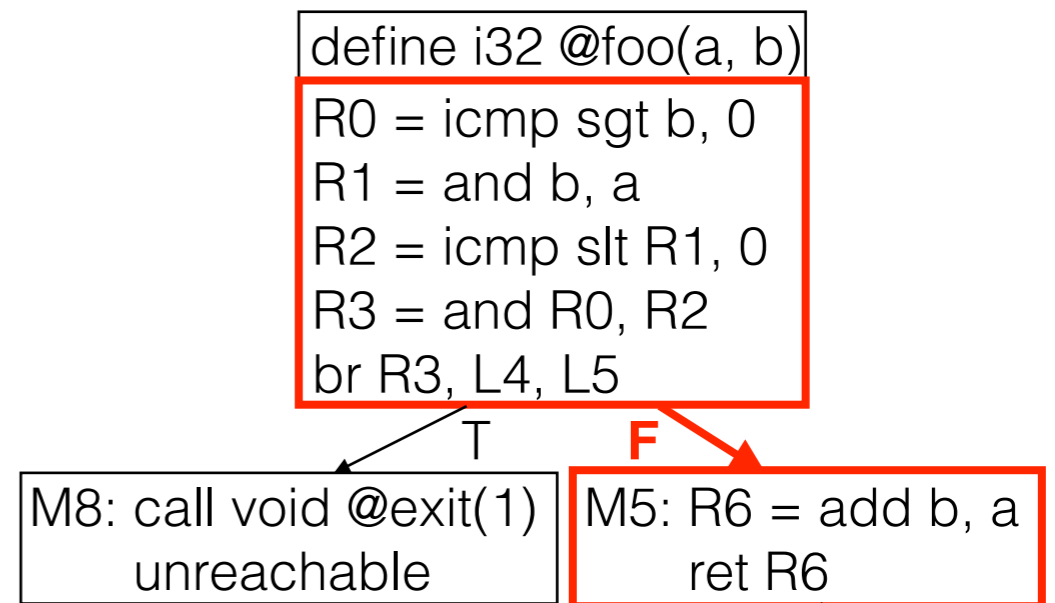 define i32 @foo(a, b)
R0 = icmp sgt b, 0
R1 = and b, a
R2 = icmp slt R1, 0
R3 = and R0, R2
br R3, L4, L5
T
F
M8: call void @exit(1)
unreachable
M5: R6 = add b, a
ret R6